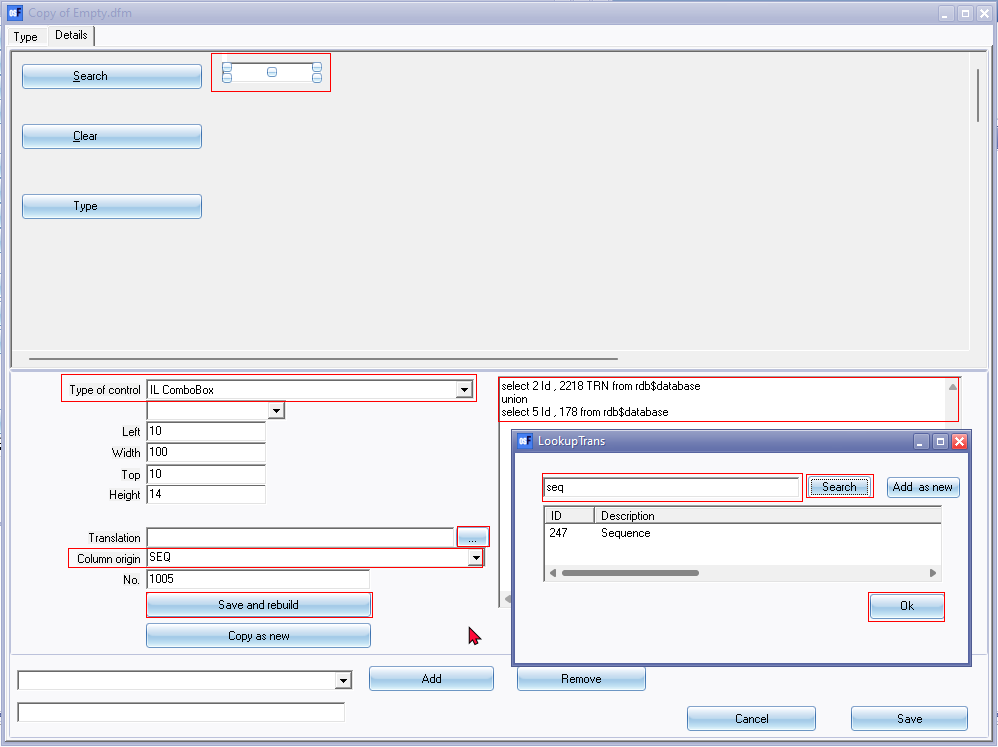 Copy of Empty.dfm
Type Details
Search
Clear
Type
Type of control IL ComboBox
Left 10
Width 100
Top 10
Height 14
Translation ...
Column origin SEQ
No. 1005
Save and rebuild
Copy as new
select 2 Id , 2218 TRN from rdb$database
union
select 5 Id , 178 from rdb$database
LookupTrans
seq Search Add as new
ID Description
247 Sequence
Ok
Add Remove
Cancel Save